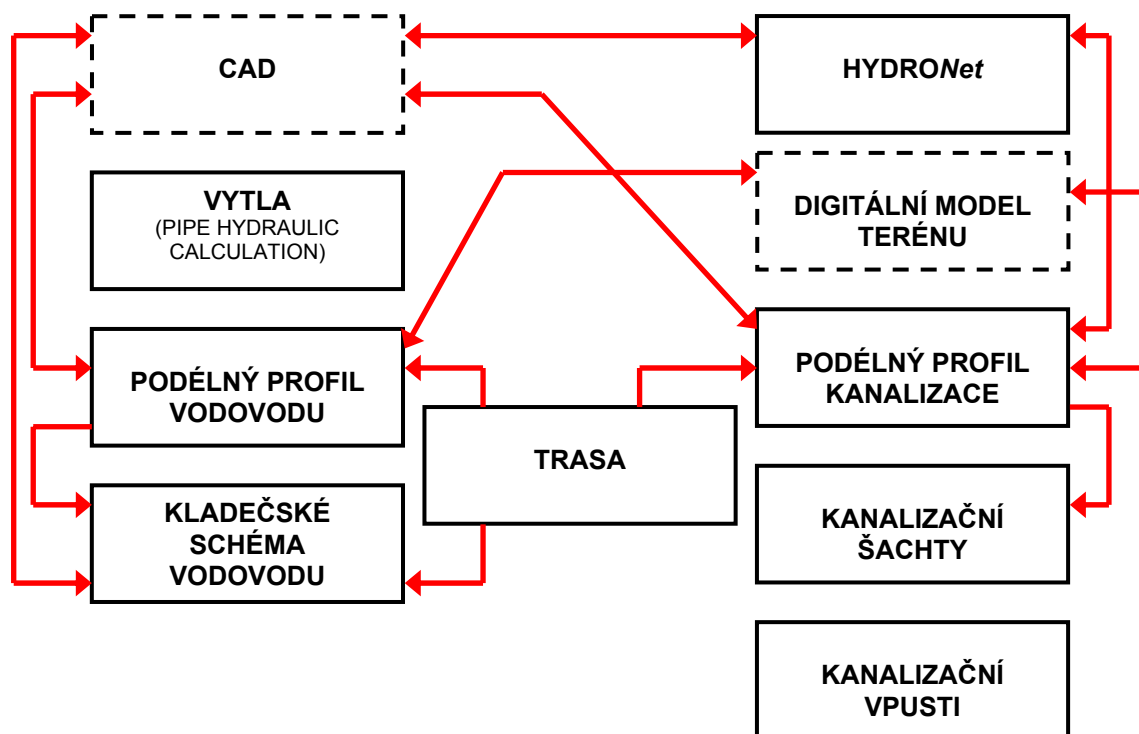 CAD
HYDRONet
VYTLA
(PIPE HYDRAULIC
CALCULATION)
DIGITÁLNÍ MODEL
TERÉNU
PODÉLNÝ PROFIL
VODOVODU
PODÉLNÝ PROFIL
KANALIZACE
TRASA
KLADEČSKÉ
SCHÉMA
VODOVODU
KANALIZAČNÍ
ŠACHTY
KANALIZAČNÍ
VPUSTI